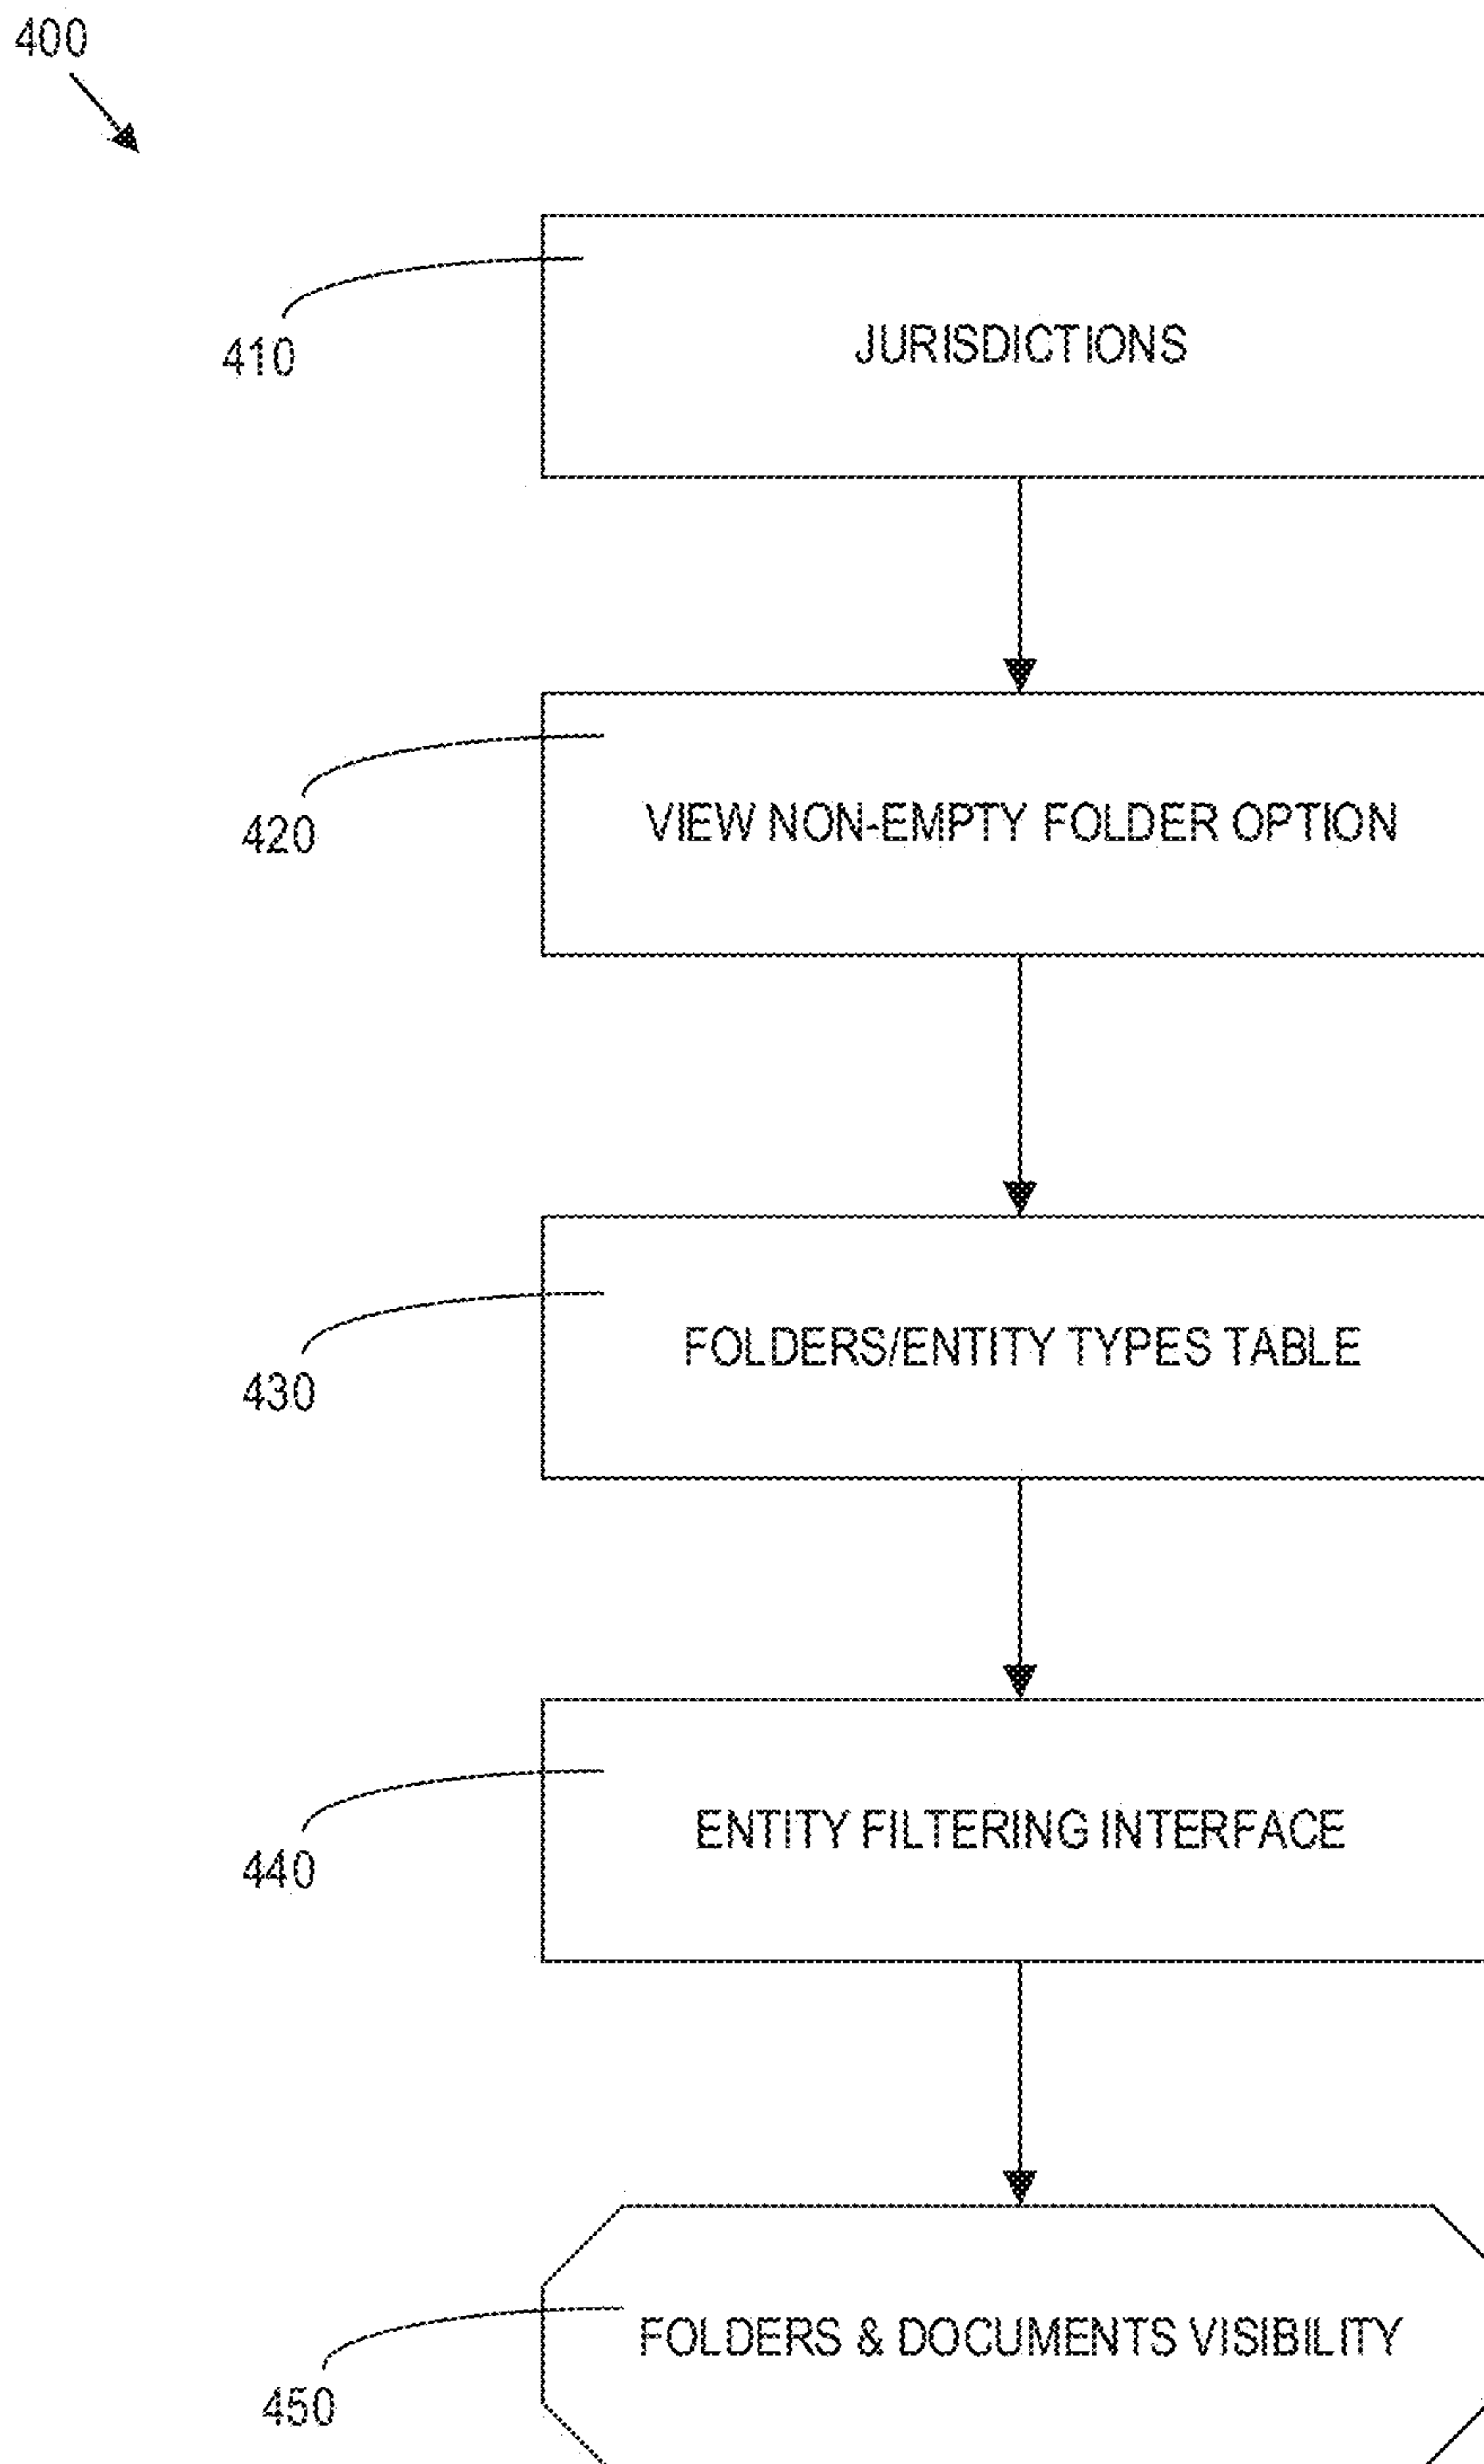 400
JURISDICTIONS
410
VIEW NON-EMPTY FOLDER OPTION
420
FOLDERS/ENTITY TYPES TABLE
430
ENTITY FILTERING INTERFACE
440
FOLDERS & DOCUMENTS VISIBILITY
450